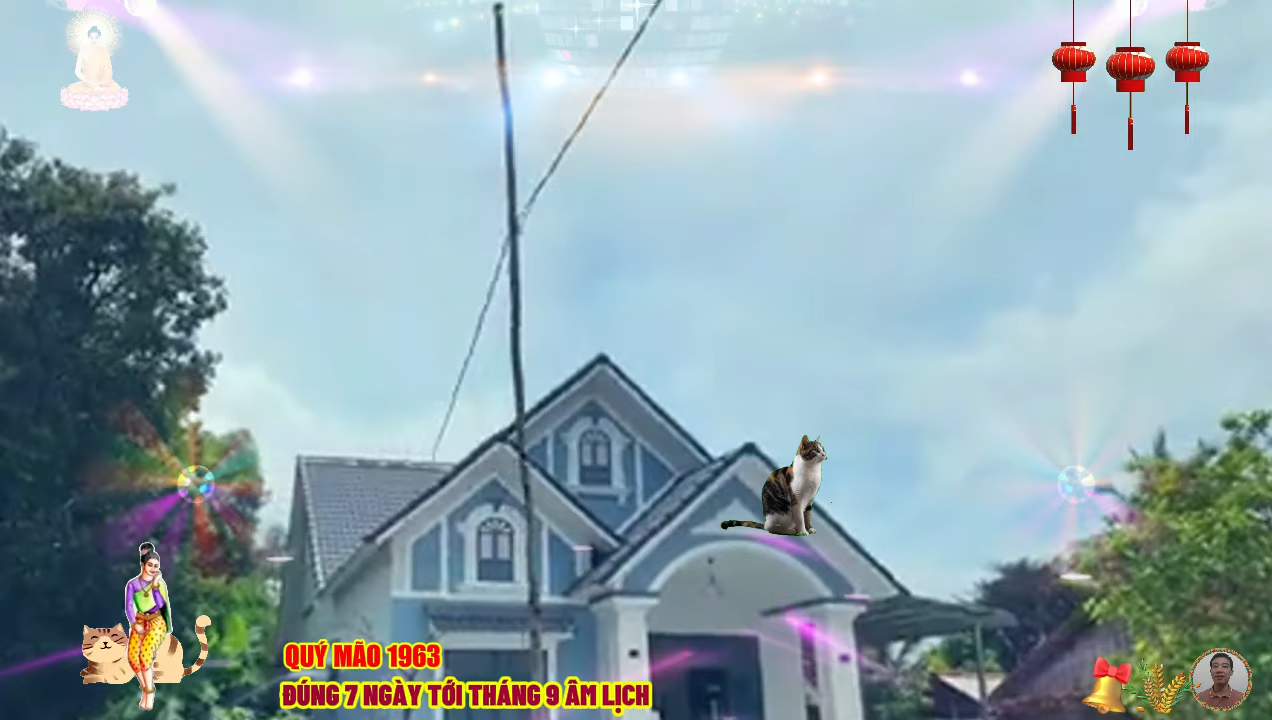 QUÝ MÃO 1963
ĐÚNG 7 NGÀY TỚI THÁNG 9 ÂM LỊCH